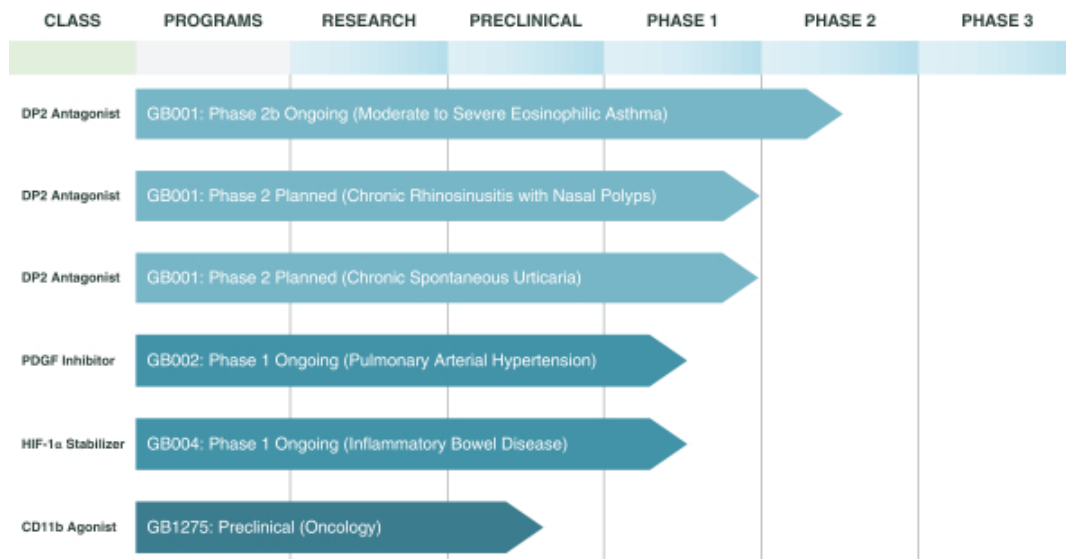 CLASS PROGRAMS RESEARCH PRECLINICAL PHASE 1 PHASE 2 PHASE 3
DP2 Antagonist GB001: Phase 2b Ongoing (Moderate to Severe Eosinophilic Asthma)
DP2 Antagonist GB001: Phase 2 Planned (Chronic Rhinosinusitis with Nasal Polyps)
DP2 Antagonist GB001: Phase 2 Planned (Chronic Spontaneous Urticaria)
PDGF Inhibitor GB002: Phase 1 Ongoing (Pulmonary Arterial Hypertension)
HIF-1α Stabilizer GB004: Phase 1 Ongoing (Inflammatory Bowel Disease)
CD11b Agonist GB1275: Preclinical (Oncology)